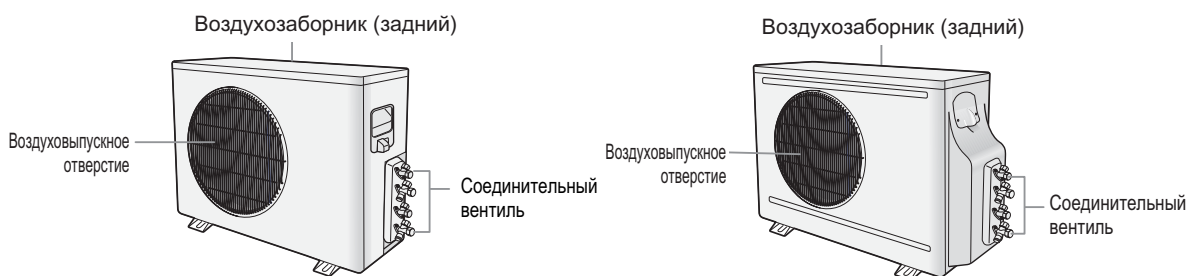 Воздухозаборник (задний)
Воздуховыпускное
отверстие
Соединительный
вентиль
Воздухозаборник (задний)
Воздуховыпускное
отверстие
Соединительный
вентиль